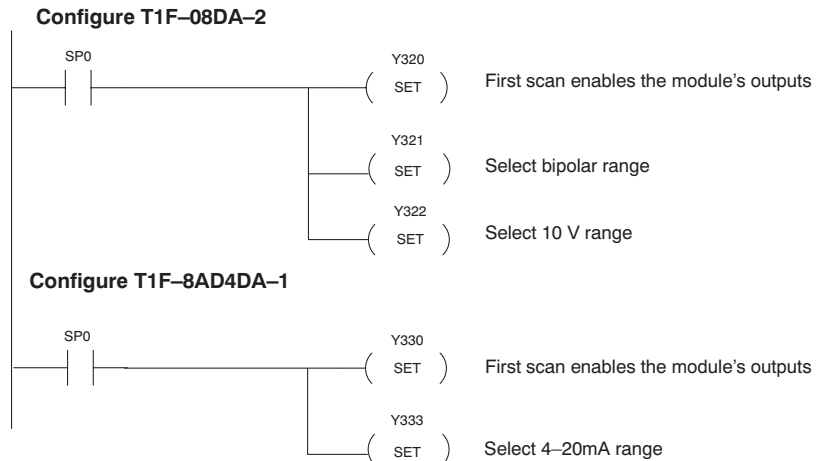 Configure T1F–08DA–2
SP0
Y320
SET
First scan enables the module's outputs
Y321
SET
Select bipolar range
Y322
SET
Select 10 V range
Configure T1F–8AD4DA–1
SP0
Y330
SET
First scan enables the module's outputs
Y333
SET
Select 4–20mA range